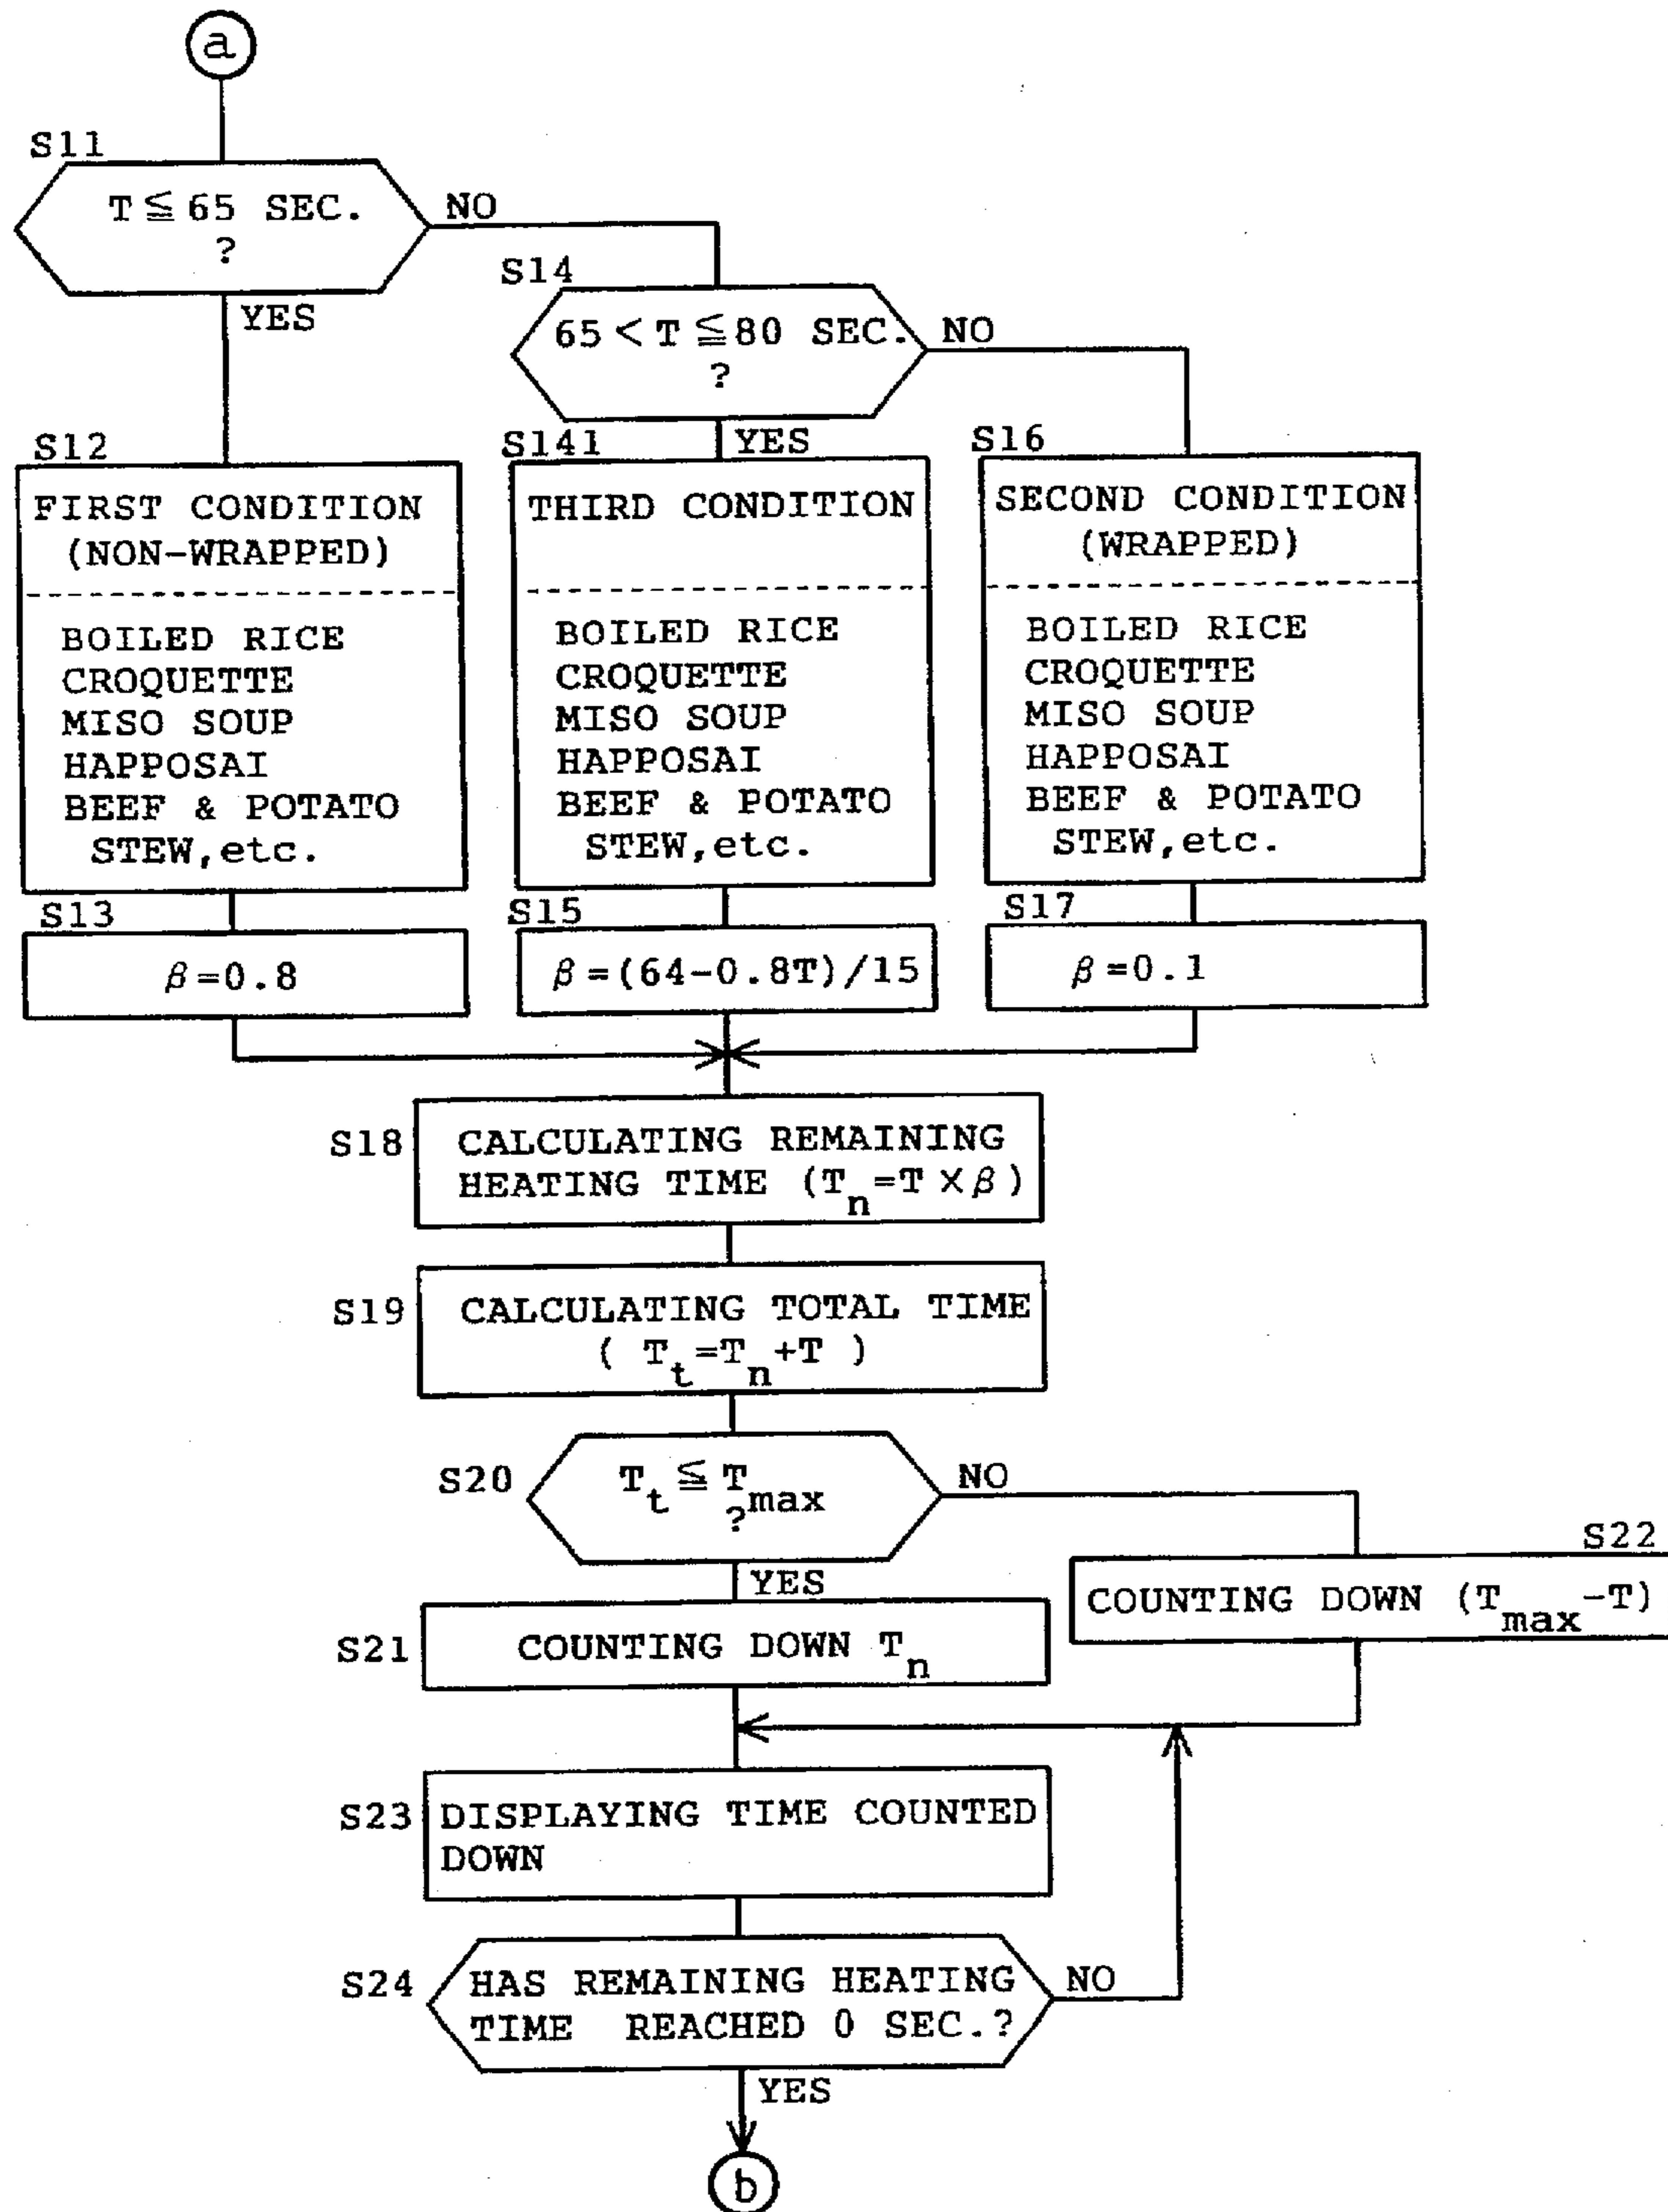 a
S11
T ≦ 65 SEC.
?
NO
YES
S14
65 < T ≦ 80 SEC.
?
NO
YES
S12
FIRST CONDITION
(NON-WRAPPED)
BOILED RICE
CROQUETTE
MISO SOUP
HAPPOSAI
BEEF & POTATO
STEW,etc.
S141
THIRD CONDITION
BOILED RICE
CROQUETTE
MISO SOUP
HAPPOSAI
BEEF & POTATO
STEW,etc.
S16
SECOND CONDITION
(WRAPPED)
BOILED RICE
CROQUETTE
MISO SOUP
HAPPOSAI
BEEF & POTATO
STEW,etc.
S13
β=0.8
S15
β=(64-0.8T)/15
S17
β=0.1
S18
CALCULATING REMAINING
HEATING TIME (Tn=T×β)
S19
CALCULATING TOTAL TIME
( Tt=Tn+T )
S20
Tt ≦ Tmax
?
NO
YES
S22
COUNTING DOWN (Tmax-T)
S21
COUNTING DOWN Tn
S23
DISPLAYING TIME COUNTED
DOWN
S24
HAS REMAINING HEATING
TIME REACHED 0 SEC.?
NO
YES
b